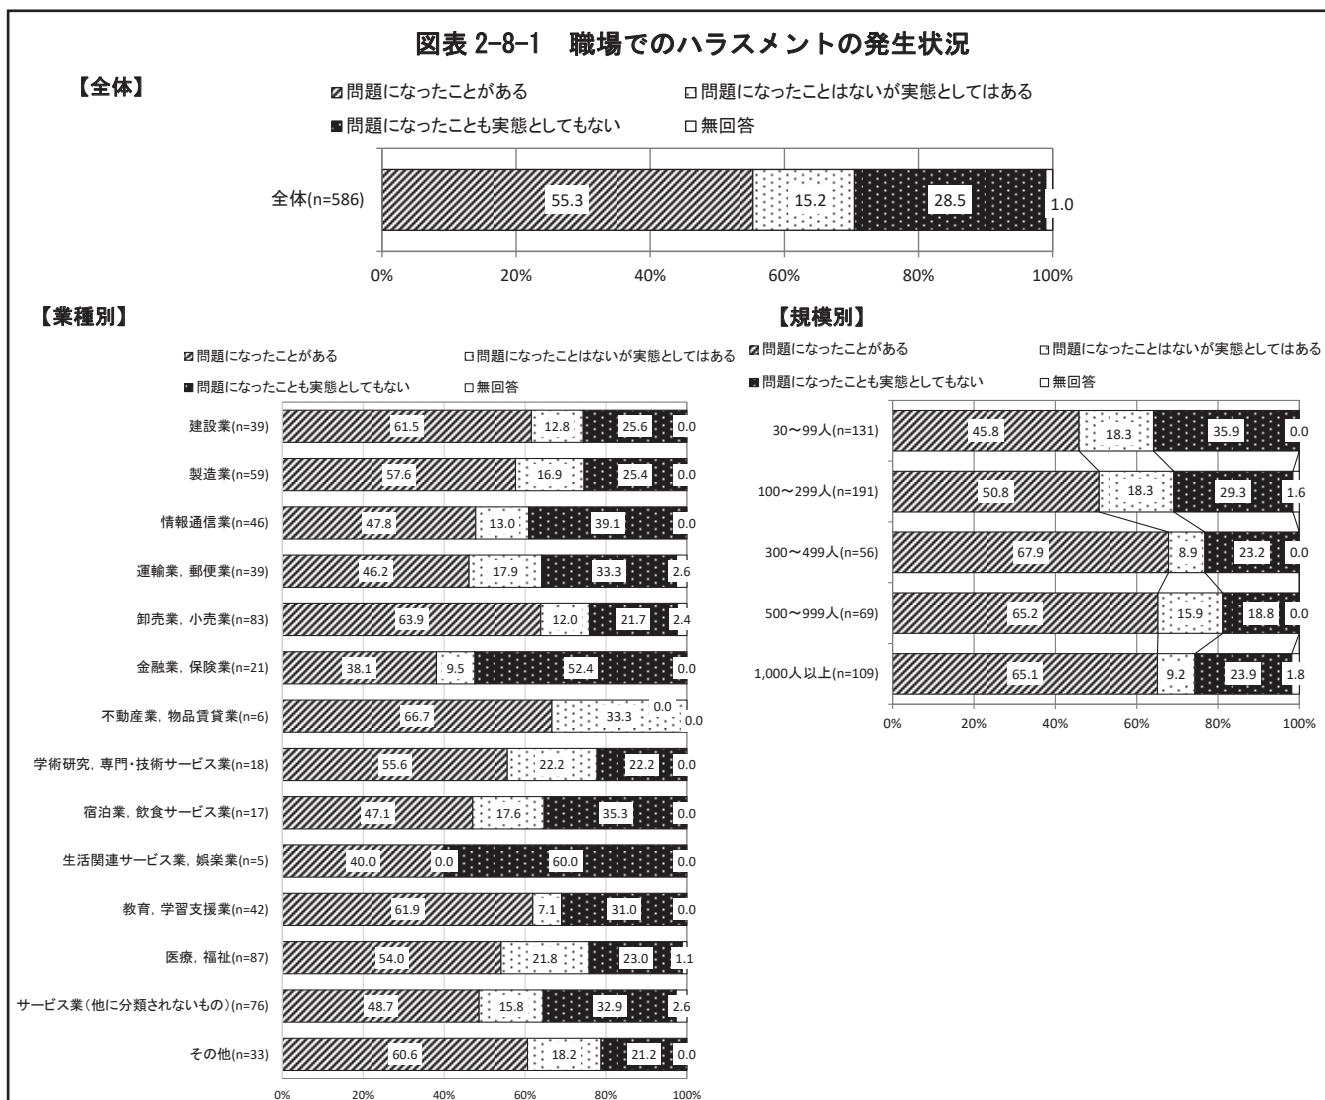 図表 2-8-1　職場でのハラスメントの発生状況
【全体】
問題になったことがある　問題になったことはないが実態としてはある
問題になったことも実態としてもない　無回答
全体(n=586) 55.3 15.2 28.5 1.0
0% 20% 40% 60% 80% 100%
【業種別】
問題になったことがある　問題になったことはないが実態としてはある
問題になったことも実態としてもない　無回答
建設業(n=39) 61.5 12.8 25.6 0.0
製造業(n=59) 57.6 16.9 25.4 0.0
情報通信業(n=46) 47.8 13.0 39.1 0.0
運輸業，郵便業(n=39) 46.2 17.9 33.3 2.6
卸売業，小売業(n=83) 63.9 12.0 21.7 2.4
金融業，保険業(n=21) 38.1 9.5 52.4 0.0
不動産業，物品賃貸業(n=6) 66.7 33.3 0.0 0.0
学術研究，専門・技術サービス業(n=18) 55.6 22.2 22.2 0.0
宿泊業，飲食サービス業(n=17) 47.1 17.6 35.3 0.0
生活関連サービス業，娯楽業(n=5) 40.0 0.0 60.0 0.0
教育，学習支援業(n=42) 61.9 7.1 31.0 0.0
医療，福祉(n=87) 54.0 21.8 23.0 1.1
サービス業（他に分類されないもの）(n=76) 48.7 15.8 32.9 2.6
その他(n=33) 60.6 18.2 21.2 0.0
0% 20% 40% 60% 80% 100%
【規模別】
問題になったことがある　問題になったことはないが実態としてはある
問題になったことも実態としてもない　無回答
30～99人(n=131) 45.8 18.3 35.9 0.0
100～299人(n=191) 50.8 18.3 29.3 1.6
300～499人(n=56) 67.9 8.9 23.2 0.0
500～999人(n=69) 65.2 15.9 18.8 0.0
1,000人以上(n=109) 65.1 9.2 23.9 1.8
0% 20% 40% 60% 80% 100%